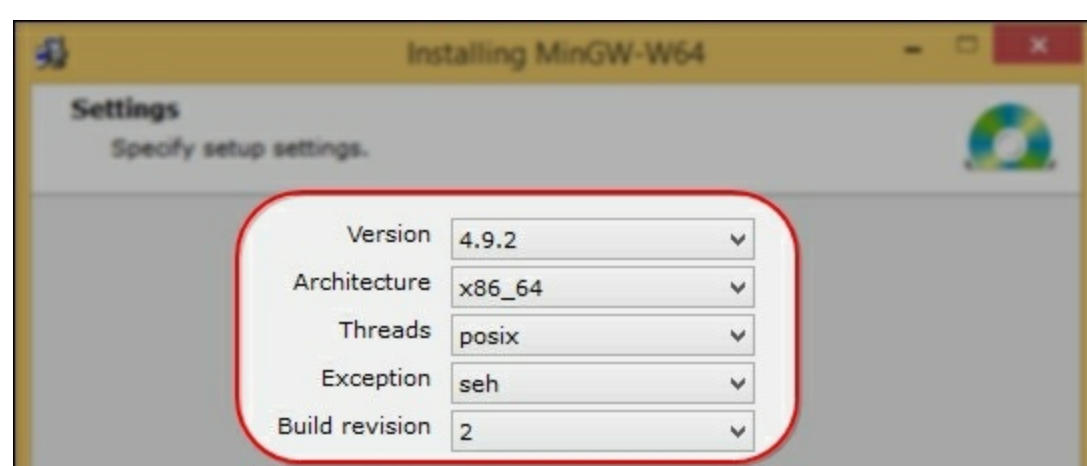 Installing MinGW-W64
Settings
Specify setup settings.
Version 4.9.2
Architecture x86_64
Threads posix
Exception seh
Build revision 2